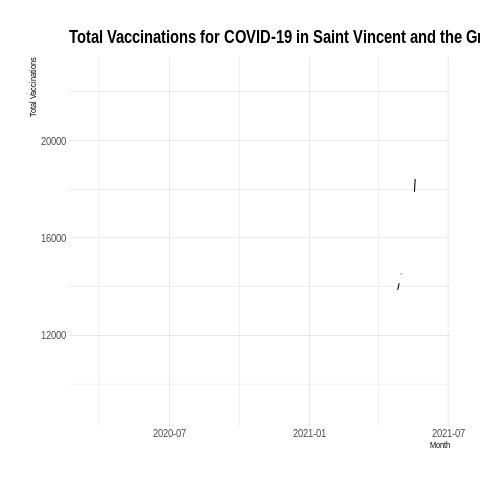 Total Vaccinations for COVID-19 in Saint Vincent and the Gr
Total Vaccinations
20000
16000
12000
2020-07
2021-01
2021-07
Month